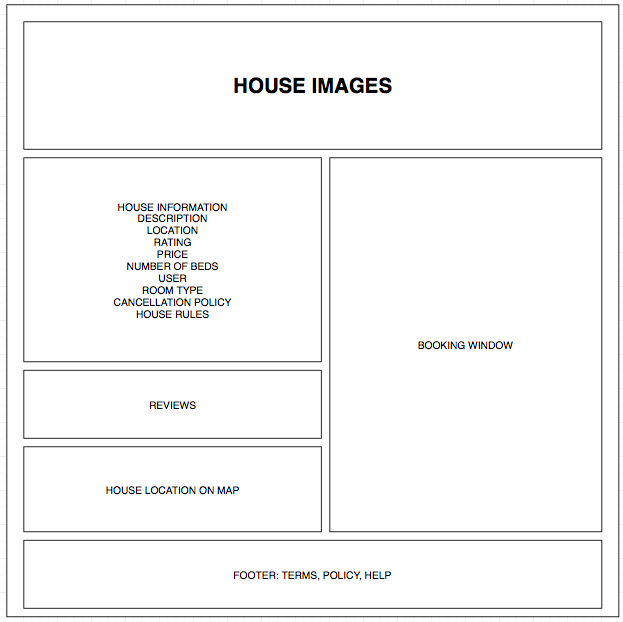 HOUSE IMAGES
HOUSE INFORMATION
DESCRIPTION
LOCATION
RATING
PRICE
NUMBER OF BEDS
USER
ROOM TYPE
CANCELLATION POLICY
HOUSE RULES
BOOKING WINDOW
REVIEWS
HOUSE LOCATION ON MAP
FOOTER: TERMS, POLICY, HELP